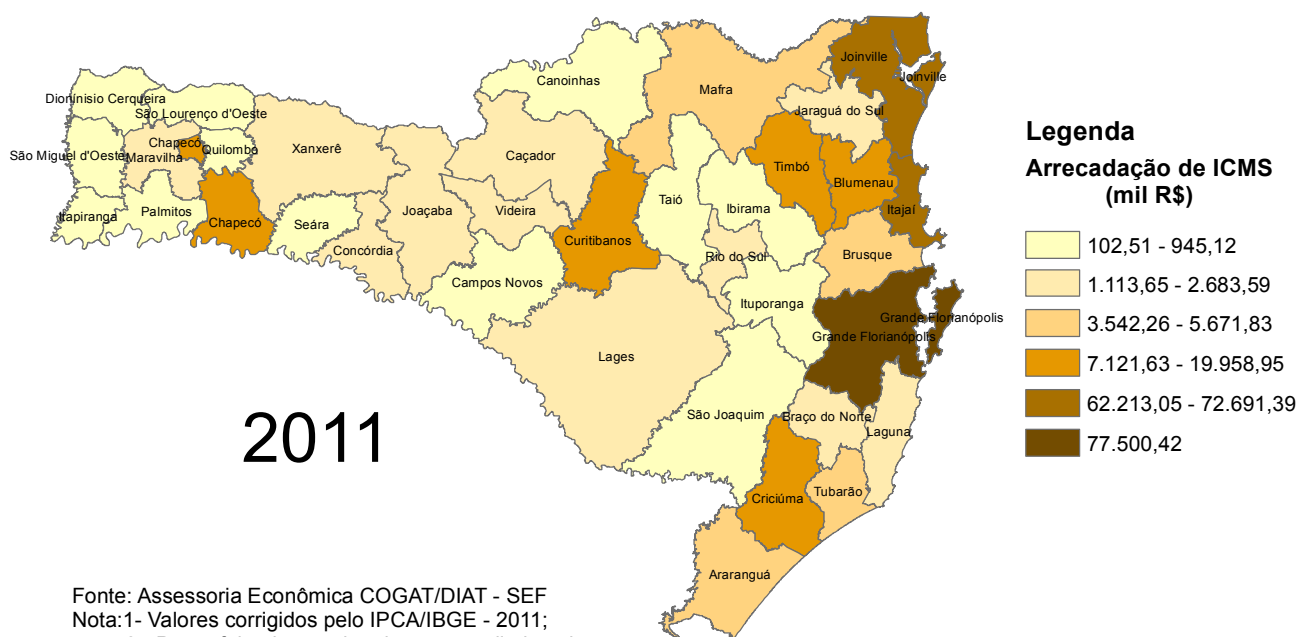 Joinville
Joinville
Canoinhas
Mafra
Dionísio Cerqueira
São Lourenço d'Oeste
Jaraguá do Sul
Chapecó
São Miguel d'Oeste
Maravilha
Quilombo
Xanxerê
Caçador
Timbó
Blumenau
Itapiranga
Palmitos
Chapecó
Seára
Joaçaba
Videira
Taió
Ibirama
Itajaí
Concórdia
Curitibanos
Rio do Sul
Brusque
Campos Novos
Ituporanga
Grande Florianópolis
Grande Florianópolis
Lages
São Joaquim
Braço do Norte
Laguna
Criciúma
Tubarão
Araranguá
2011
Legenda
Arrecadação de ICMS
(mil R$)
102,51 - 945,12
1.113,65 - 2.683,59
3.542,26 - 5.671,83
7.121,63 - 19.958,95
62.213,05 - 72.691,39
77.500,42
Fonte: Assessoria Econômica COGAT/DIAT - SEF
Nota:1- Valores corrigidos pelo IPCA/IBGE - 2011;